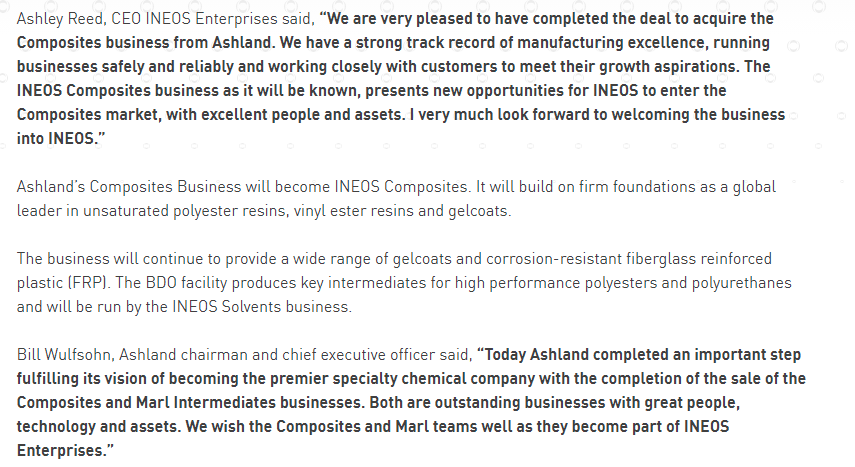 Ashley Reed, CEO INEOS Enterprises said, “We are very pleased to have completed the deal to acquire the
Composites business from Ashland. We have a strong track record of manufacturing excellence, running
businesses safely and reliably and working closely with customers to meet their growth aspirations. The
INEOS Composites business as it will be known, presents new opportunities for INEOS to enter the
Composites market, with excellent people and assets. I very much look forward to welcoming the business
into INEOS.”
Ashland’s Composites Business will become INEOS Composites. It will build on firm foundations as a global
leader in unsaturated polyester resins, vinyl ester resins and gelcoats.
The business will continue to provide a wide range of gelcoats and corrosion-resistant fiberglass reinforced
plastic (FRP). The BDO facility produces key intermediates for high performance polyesters and polyurethanes
and will be run by the INEOS Solvents business.
Bill Wulfsohn, Ashland chairman and chief executive officer said, “Today Ashland completed an important step
fulfilling its vision of becoming the premier specialty chemical company with the completion of the sale of the
Composites and Marl Intermediates businesses. Both are outstanding businesses with great people,
technology and assets. We wish the Composites and Marl teams well as they become part of INEOS
Enterprises.”